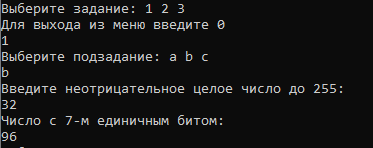 Выберите задание: 1 2 3
Для выхода из меню введите 0
1
Выберите подзадание: a b c
b
Введите неотрицательное целое число до 255:
32
Число с 7-м единичным битом:
96